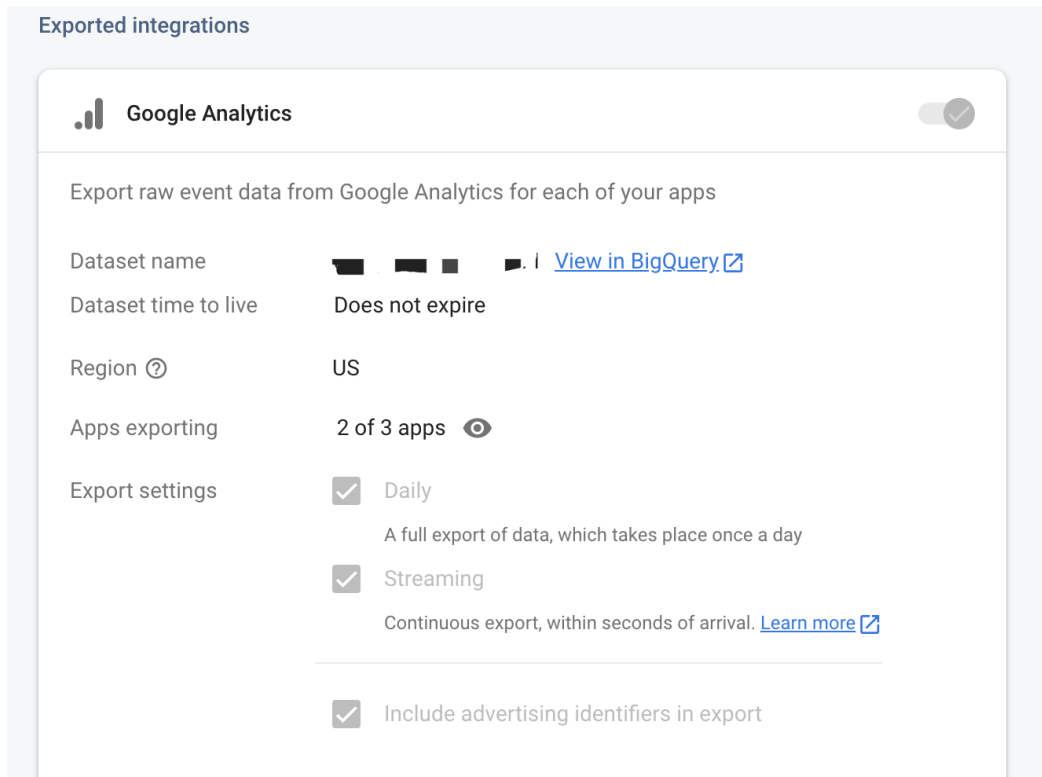 Exported integrations
Google Analytics
Export raw event data from Google Analytics for each of your apps
Dataset name View in BigQuery
Dataset time to live Does not expire
Region US
Apps exporting 2 of 3 apps
Export settings Daily
A full export of data, which takes place once a day
Streaming
Continuous export, within seconds of arrival. Learn more
Include advertising identifiers in export